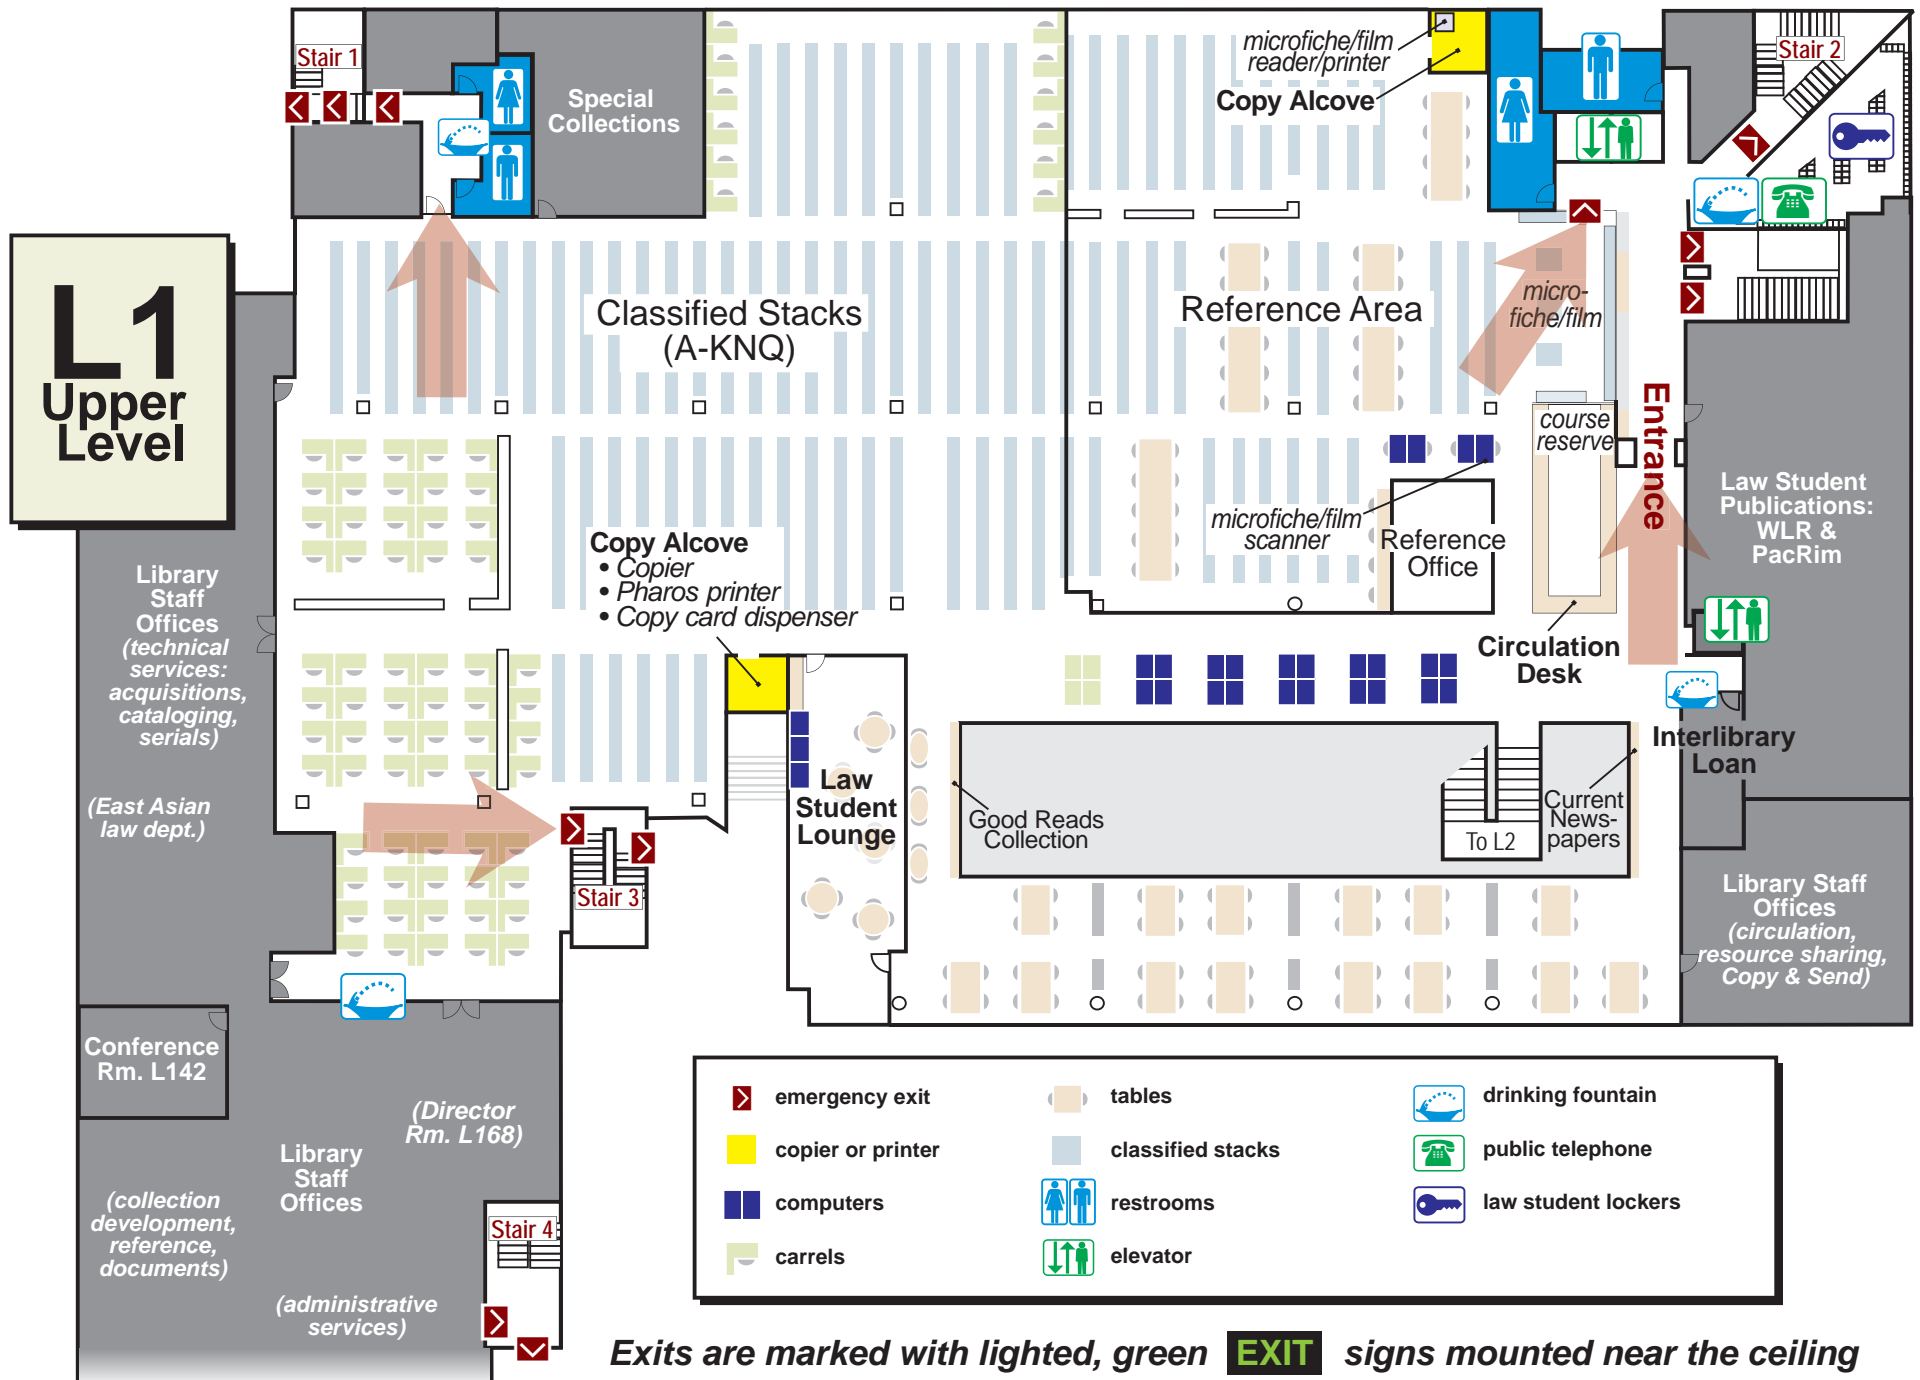 Stair 1
Special
Collections
microfiche/film
reader/printer
Copy Alcove
Stair 2
L1
Upper
Level
Classified Stacks
(A-KNQ)
Reference Area
micro-
fiche/film
Entrance
course
reserve
Law Student
Publications:
WLR &
PacRim
microfiche/film
scanner
Reference
Office
Copy Alcove
• Copier
• Pharos printer
• Copy card dispenser
Library
Staff
Offices
(technical
services:
acquisitions,
cataloging,
serials)
(East Asian
law dept.)
Circulation
Desk
Interlibrary
Loan
Law
Student
Lounge
Good Reads
Collection
To L2
Current
News-
papers
Stair 3
Library Staff
Offices
(circulation,
resource sharing,
Copy & Send)
Conference
Rm. L142
(Director
Rm. L168)
Library
Staff
Offices
(collection
development,
reference,
documents)
Stair 4
(administrative
services)
emergency exit
copier or printer
computers
carrels
tables
classified stacks
restrooms
elevator
drinking fountain
public telephone
law student lockers
Exits are marked with lighted, green EXIT signs mounted near the ceiling